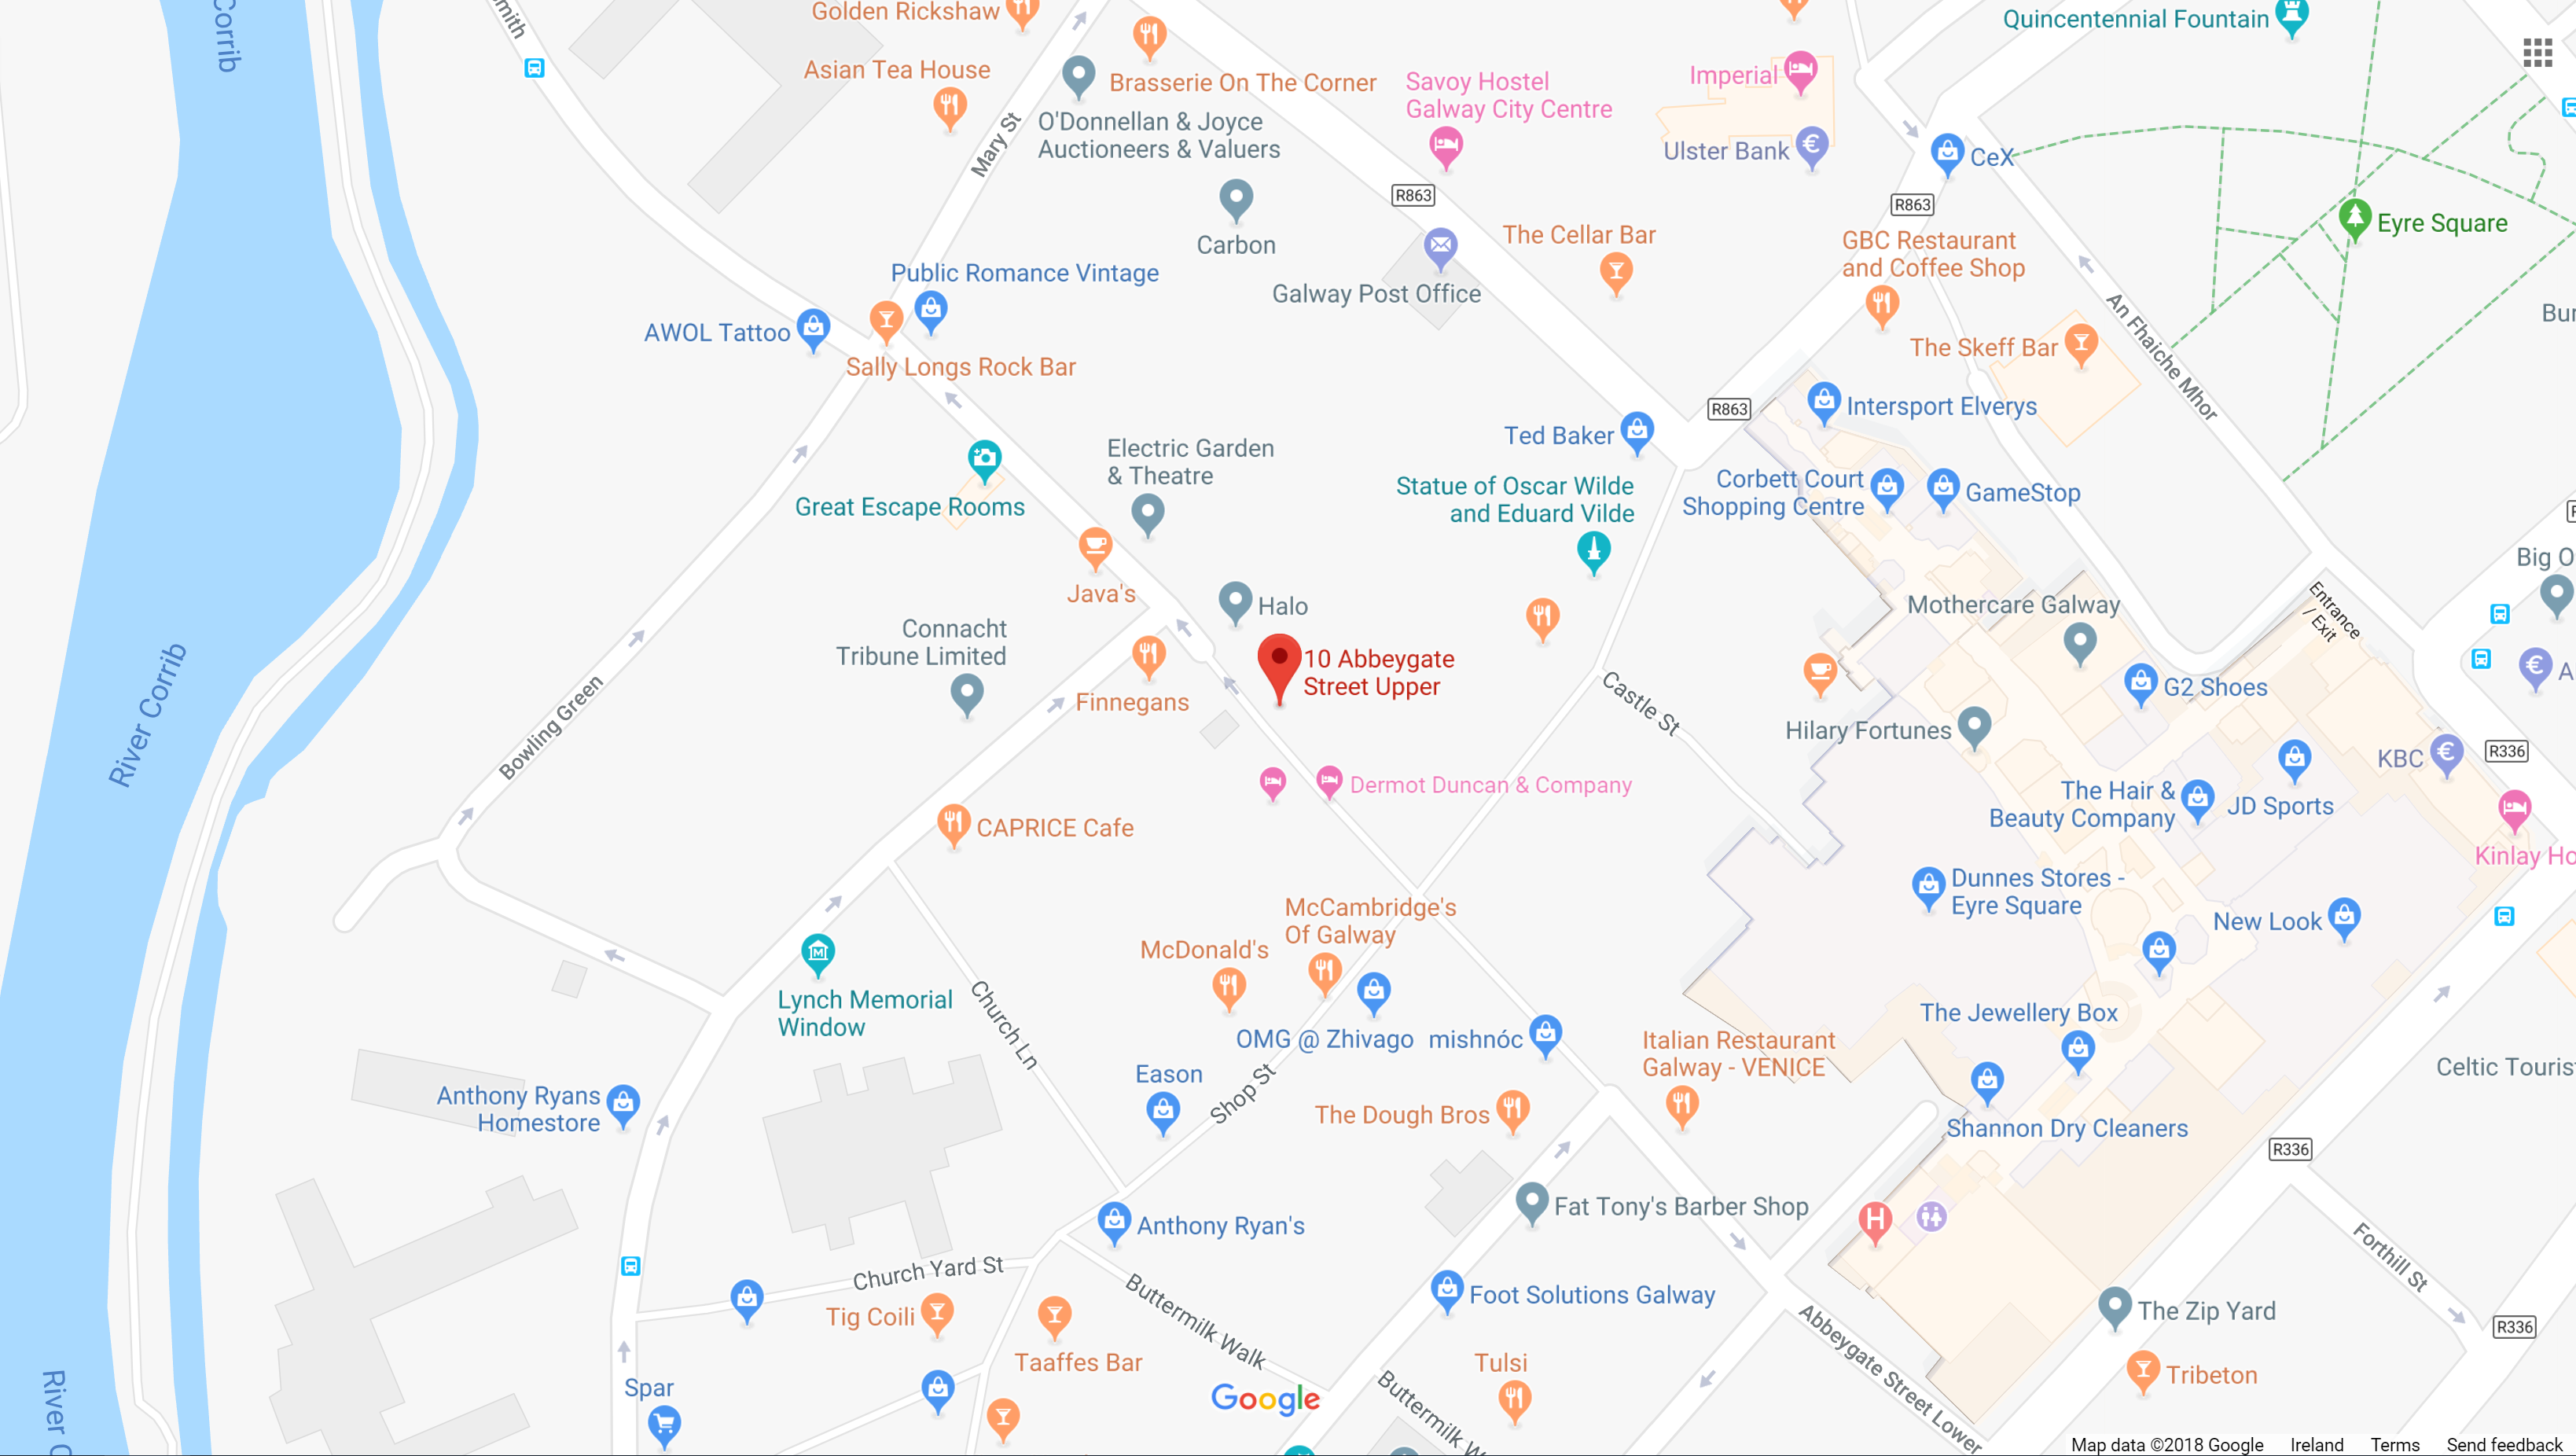 Corrib
Smith
Golden Rickshaw
Asian Tea House
Brasserie On The Corner
O'Donnellan & Joyce
Auctioneers & Valuers
Mary St
Carbon
Savoy Hostel
Galway City Centre
Imperial
Ulster Bank
Quincentennial Fountain
CeX
R863
R863
Eyre Square
The Cellar Bar
GBC Restaurant
and Coffee Shop
Galway Post Office
Public Romance Vintage
AWOL Tattoo
Sally Longs Rock Bar
The Skeff Bar
An Fhaiche Mhor
R863
Intersport Elverys
Ted Baker
Electric Garden
& Theatre
Great Escape Rooms
Statue of Oscar Wilde
and Eduard Vilde
Corbett Court
Shopping Centre
GameStop
Java's
Halo
Mothercare Galway
Entrance
/ Exit
Big O
Connacht
Tribune Limited
Finnegans
10 Abbeygate
Street Upper
Castle St
G2 Shoes
Hilary Fortunes
KBC
R336
A
River Corrib
Bowling Green
Dermot Duncan & Company
The Hair &
Beauty Company
JD Sports
CAPRICE Cafe
Kinlay Ho
Dunnes Stores -
Eyre Square
New Look
McCambridge's
Of Galway
McDonald's
Lynch Memorial
Window
Church Ln
OMG @ Zhivago
mishnóc
Italian Restaurant
Galway - VENICE
The Jewellery Box
Celtic Touris
Eason
Shop St
Anthony Ryans
Homestore
The Dough Bros
Shannon Dry Cleaners
R336
Fat Tony's Barber Shop
Anthony Ryan's
H
Church Yard St
Buttermilk Walk
Foot Solutions Galway
Forthill St
Tig Coili
Taaffes Bar
The Zip Yard
R336
Abbeygate Street Lower
Tulsi
Tribeton
Spar
River C
Google
Buttermilk W
Map data ©2018 Google Ireland Terms Send feedback